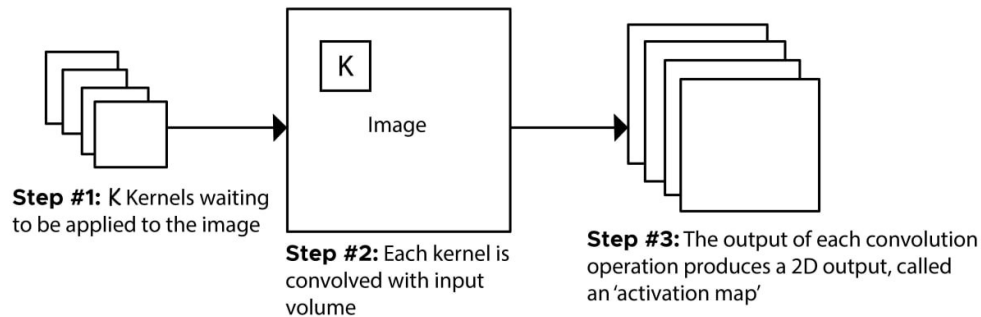 K
Image
Step #1: K Kernels waiting
to be applied to the image
Step #2: Each kernel is
convolved with input
volume
Step #3: The output of each convolution
operation produces a 2D output, called
an ‘activation map’